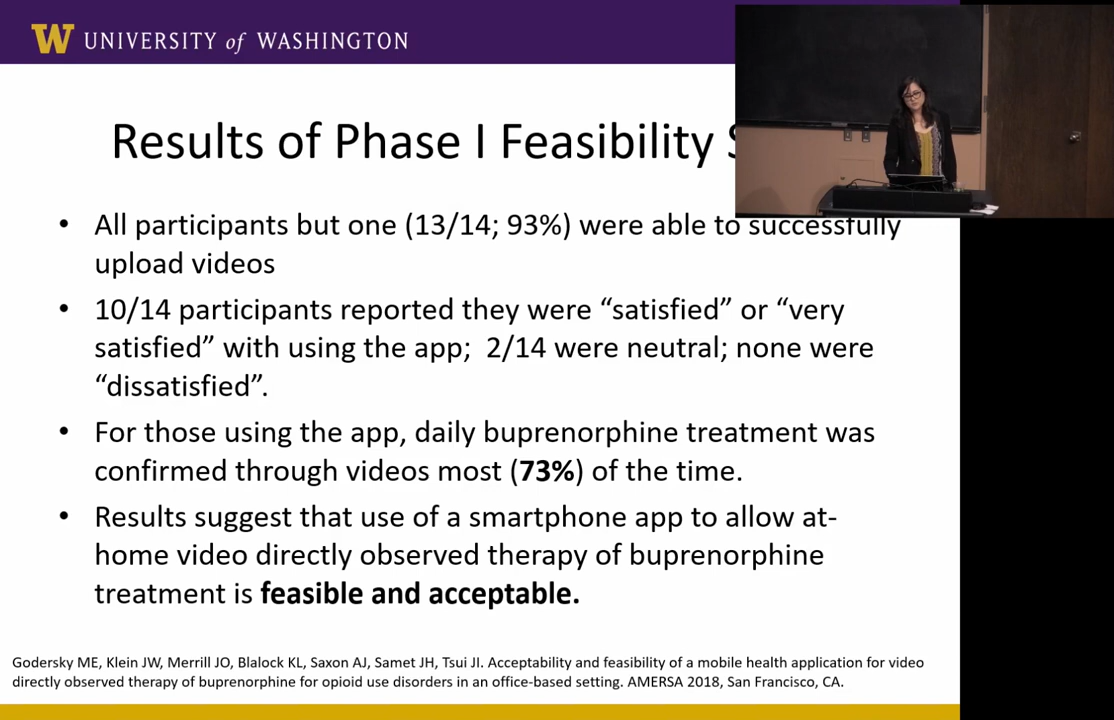 W UNIVERSITY of WASHINGTON
Results of Phase I Feasibility
• All participants but one (13/14; 93%) were able to successfully
upload videos
• 10/14 participants reported they were “satisfied” or “very
satisfied” with using the app;  2/14 were neutral; none were
“dissatisfied”.
• For those using the app, daily buprenorphine treatment was
confirmed through videos most (73%) of the time.
• Results suggest that use of a smartphone app to allow at-
home video directly observed therapy of buprenorphine
treatment is feasible and acceptable.
Godersky ME, Klein JW, Merrill JO, Blalock KL, Saxon AJ, Samet JH, Tsui JI. Acceptability and feasibility of a mobile health application for video
directly observed therapy of buprenorphine for opioid use disorders in an office-based setting. AMERSA 2018, San Francisco, CA.